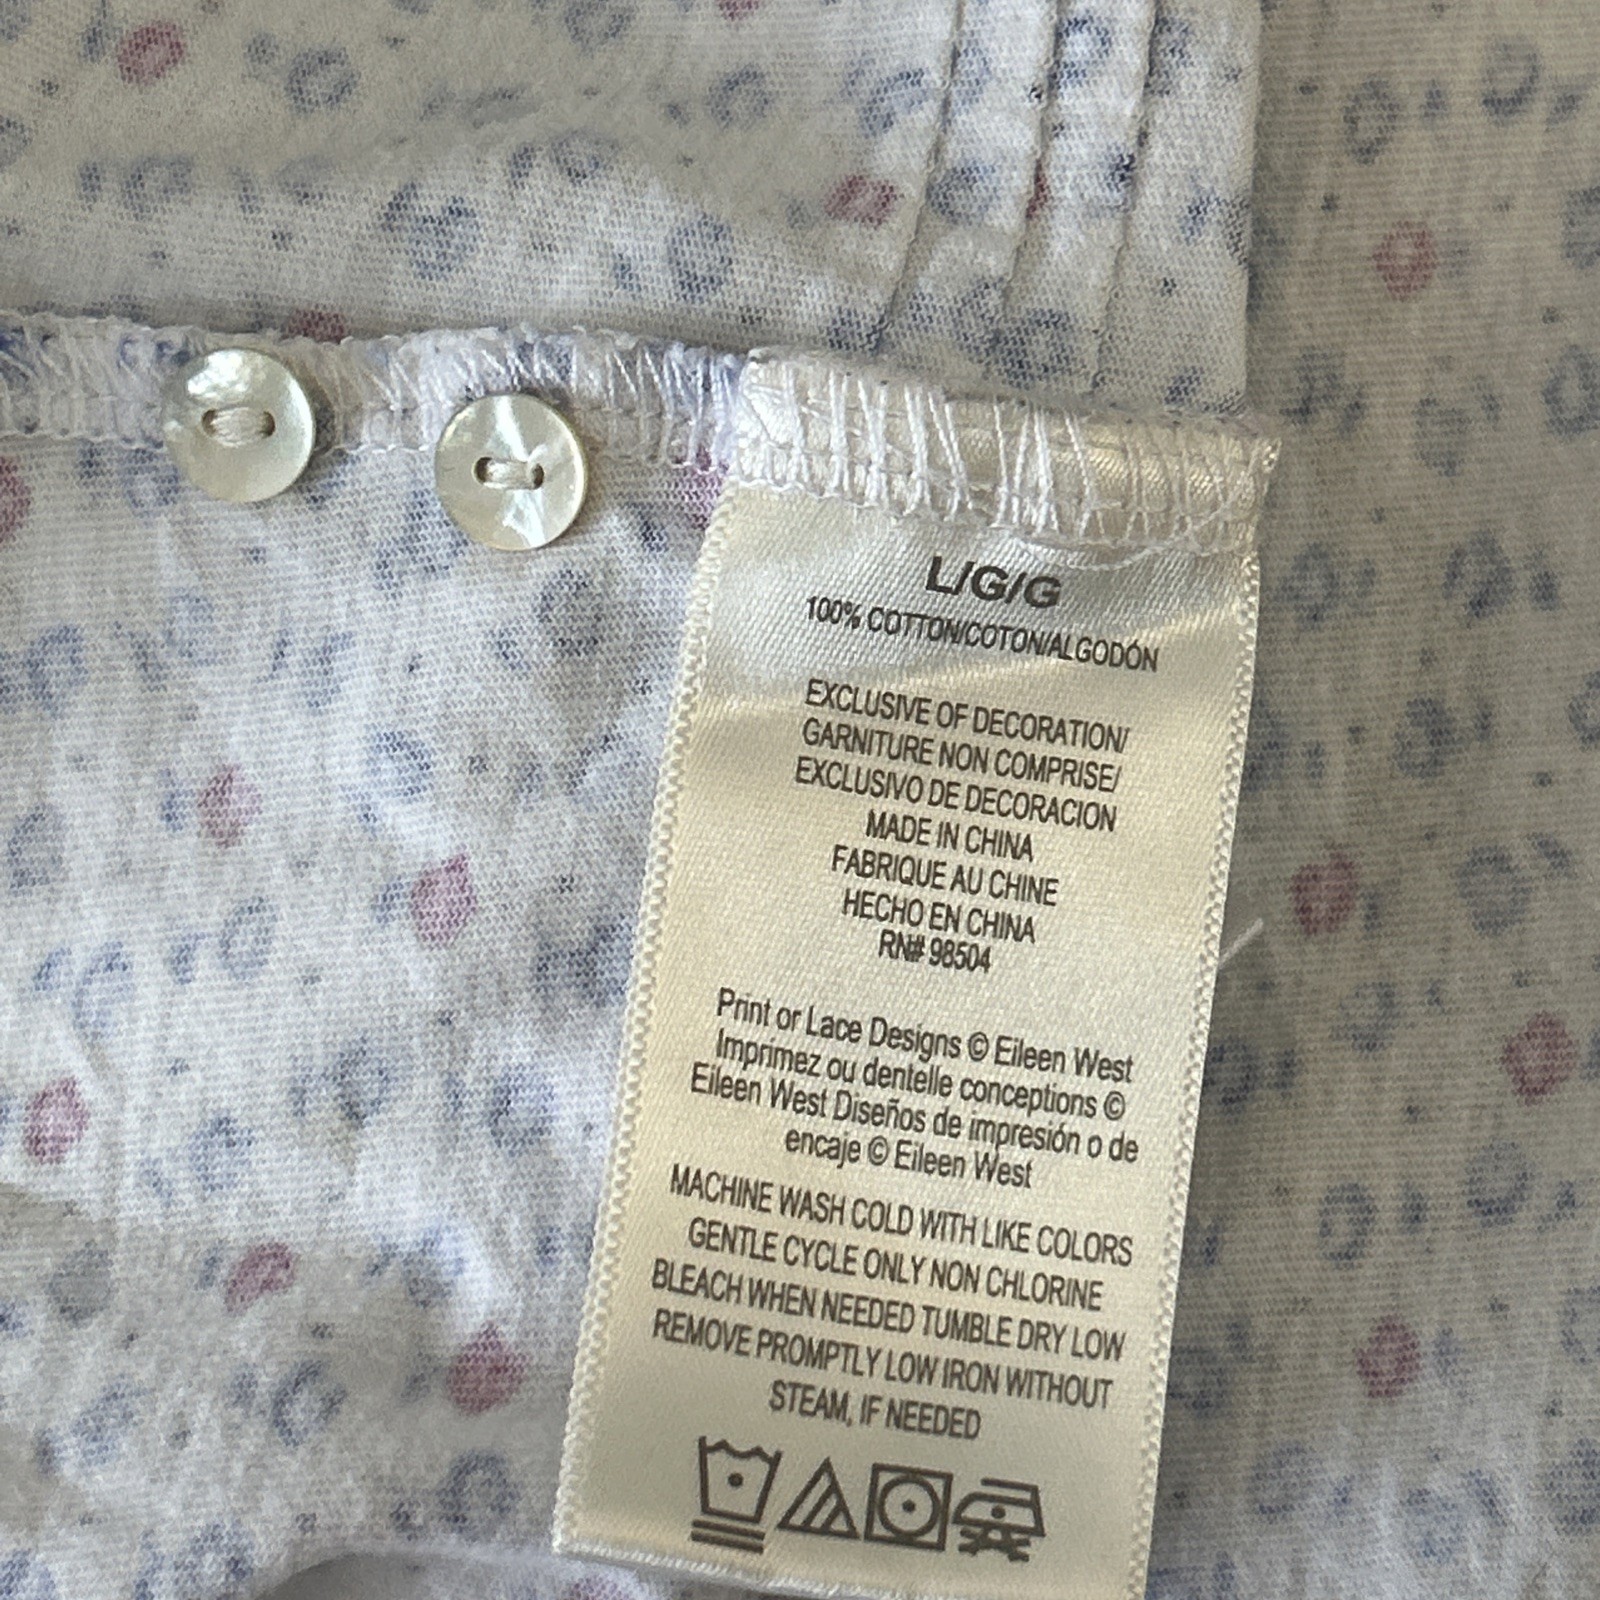 L/G/G
100% COTTON/COTON/ALGODÓN
EXCLUSIVE OF DECORATION/
GARNITURE NON COMPRISE/
EXCLUSIVO DE DECORACION
MADE IN CHINA
FABRIQUE AU CHINE
HECHO EN CHINA
RN# 98504
Print or Lace Designs © Eileen West
Imprimez ou dentelle conceptions ©
Eileen West Diseños de impresión o de
encaje © Eileen West
MACHINE WASH COLD WITH LIKE COLORS
GENTLE CYCLE ONLY NON CHLORINE
BLEACH WHEN NEEDED TUMBLE DRY LOW
REMOVE PROMPTLY LOW IRON WITHOUT
STEAM, IF NEEDED